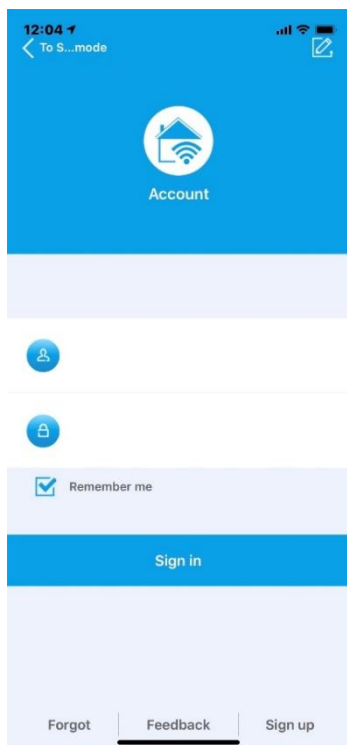 12:04
To S...mode
Account
Remember me
Sign in
Forgot
Feedback
Sign up